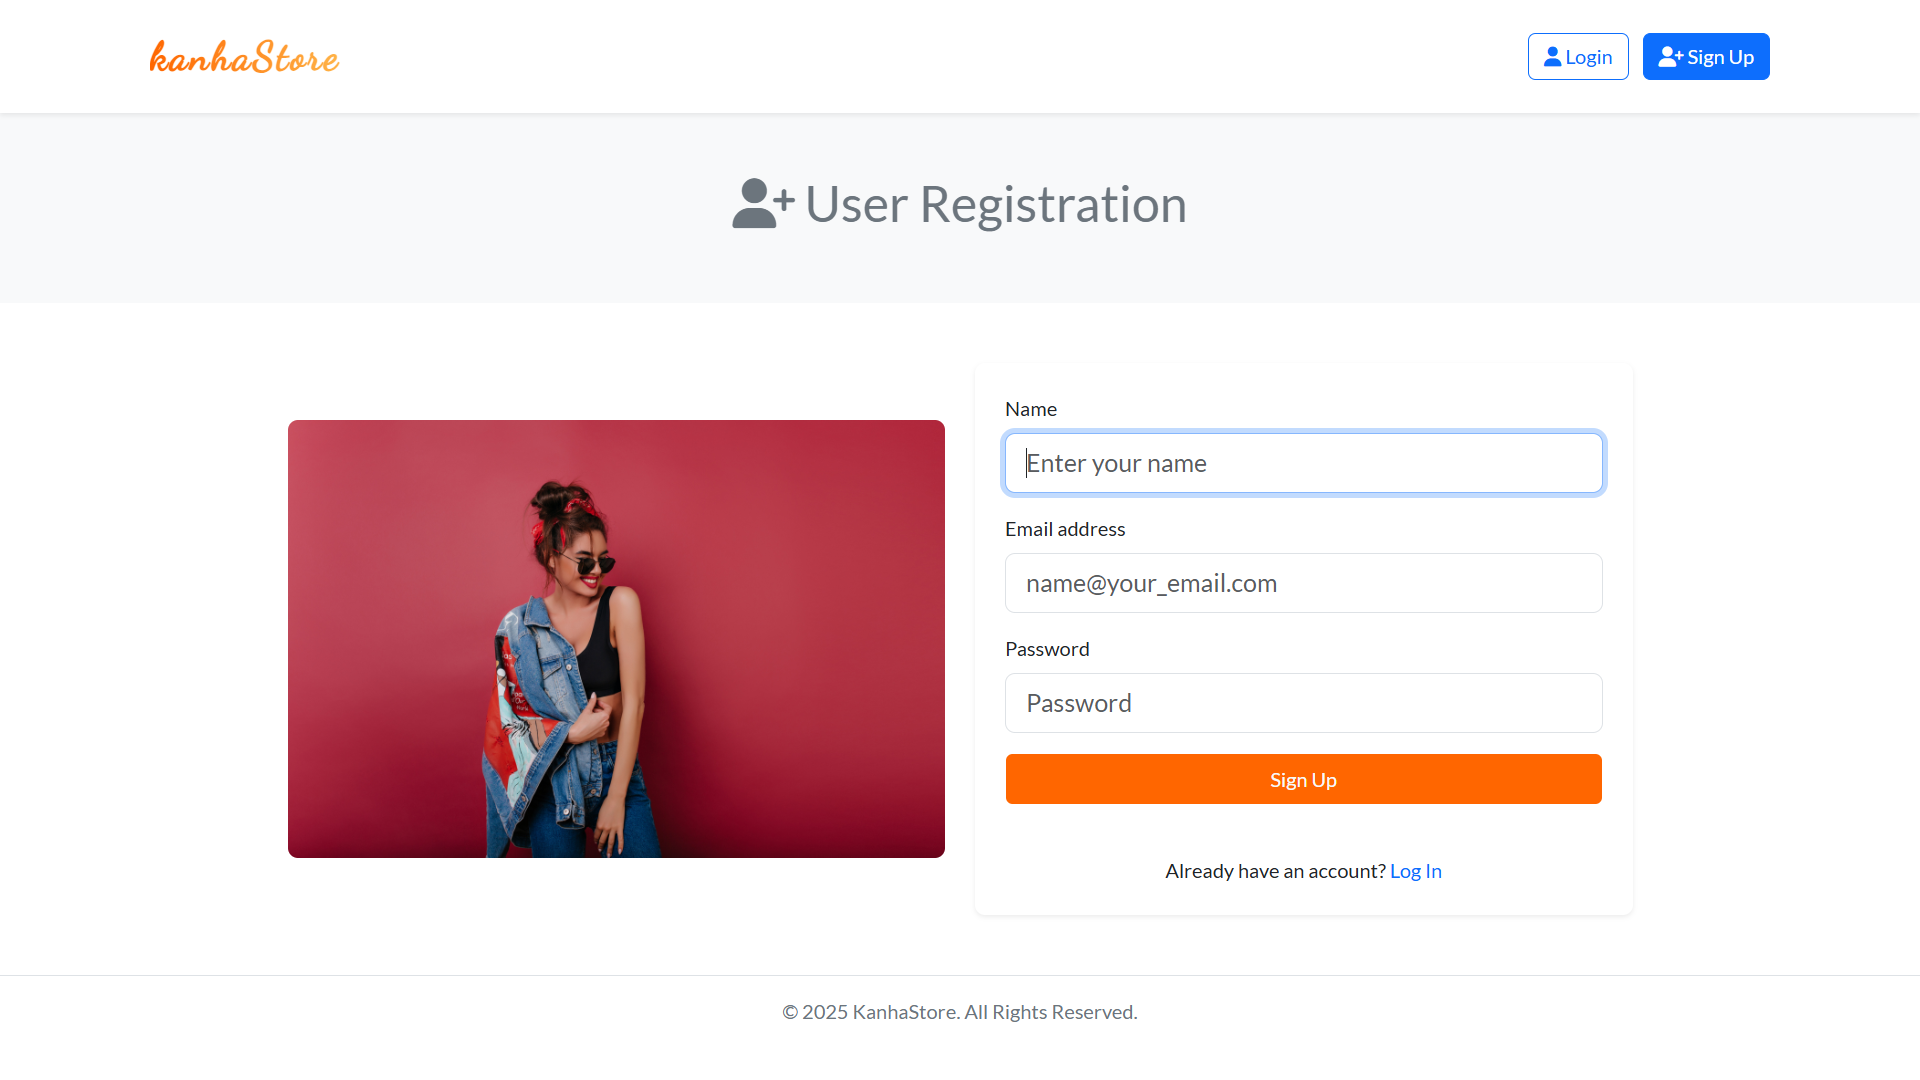 kanhaStore
Login
Sign Up
User Registration
Name
Enter your name
Email address
name@your_email.com
Password
Password
Sign Up
Already have an account? Log In
© 2025 KanhaStore. All Rights Reserved.